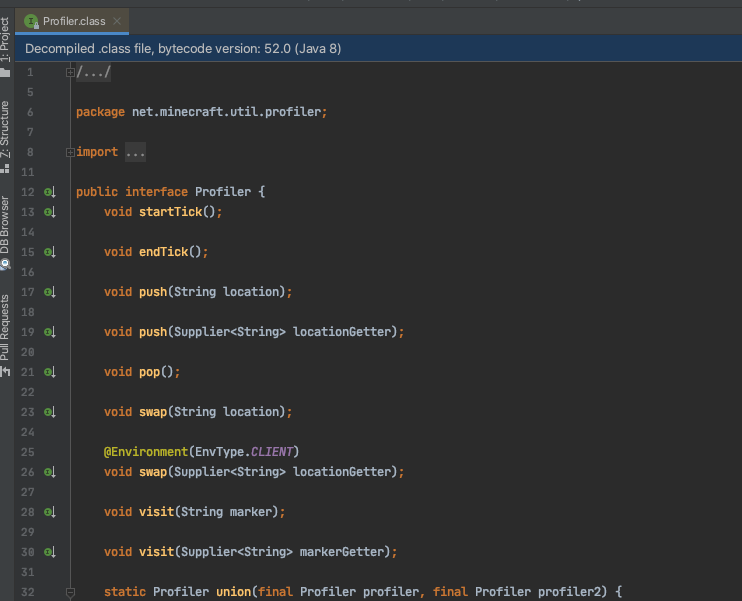 Profiler.class
Decompiled .class file, bytecode version: 52.0 (Java 8)
1: Project
7: Structure
DB Browser
Pull Requests
1 /.../
5
6 package net.minecraft.util.profiler;
7
8 import ...
11
12 public interface Profiler {
13 void startTick();
14
15 void endTick();
16
17 void push(String location);
18
19 void push(Supplier<String> locationGetter);
20
21 void pop();
22
23 void swap(String location);
24
25 @Environment(EnvType.CLIENT)
26 void swap(Supplier<String> locationGetter);
27
28 void visit(String marker);
29
30 void visit(Supplier<String> markerGetter);
31
32 static Profiler union(final Profiler profiler, final Profiler profiler2) {